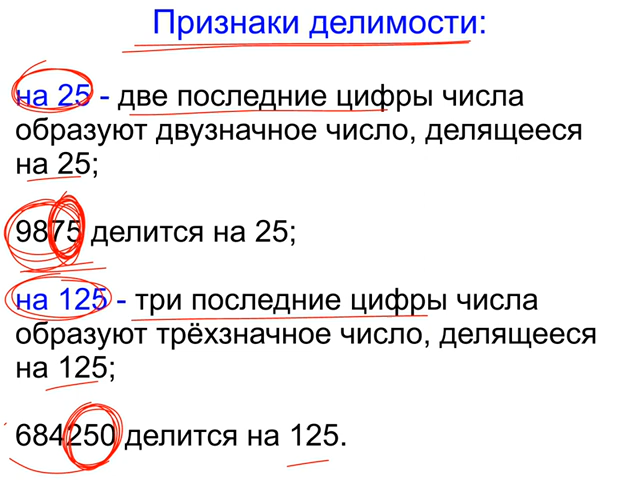 Признаки делимости:
на 25 - две последние цифры числа
образуют двузначное число, делящееся
на 25;
9875 делится на 25;
на 125 - три последние цифры числа
образуют трёхзначное число, делящееся
на 125;
684250 делится на 125.